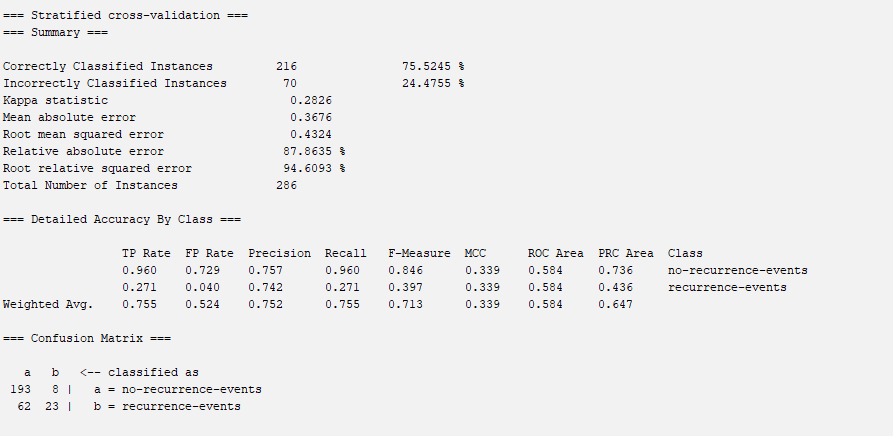 === Stratified cross-validation ===
=== Summary ===
Correctly Classified Instances 216 75.5245 %
Incorrectly Classified Instances 70 24.4755 %
Kappa statistic 0.2826
Mean absolute error 0.3676
Root mean squared error 0.4324
Relative absolute error 87.8635 %
Root relative squared error 94.6093 %
Total Number of Instances 286
=== Detailed Accuracy By Class ===
TP Rate FP Rate Precision Recall F-Measure MCC ROC Area PRC Area Class
0.960 0.729 0.757 0.960 0.846 0.339 0.584 0.736 no-recurrence-events
0.271 0.040 0.742 0.271 0.397 0.339 0.584 0.436 recurrence-events
Weighted Avg. 0.755 0.524 0.752 0.755 0.713 0.339 0.584 0.647
=== Confusion Matrix ===
a b <-- classified as
193 8 | a = no-recurrence-events
62 23 | b = recurrence-events